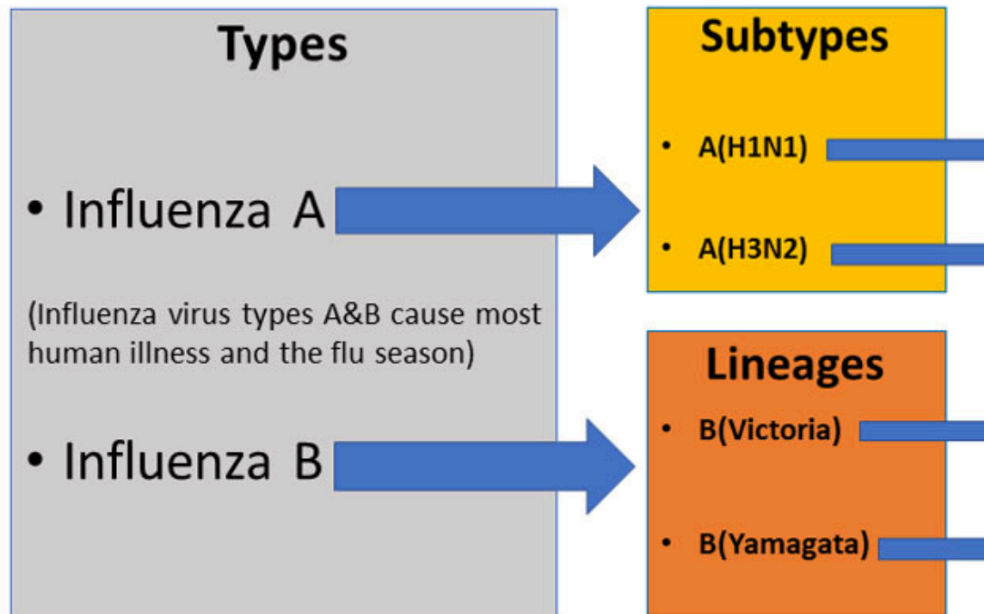 Types
• Influenza A
(Influenza virus types A&B cause most
human illness and the flu season)
• Influenza B
Subtypes
• A(H1N1)
• A(H3N2)
Lineages
• B(Victoria)
• B(Yamagata)